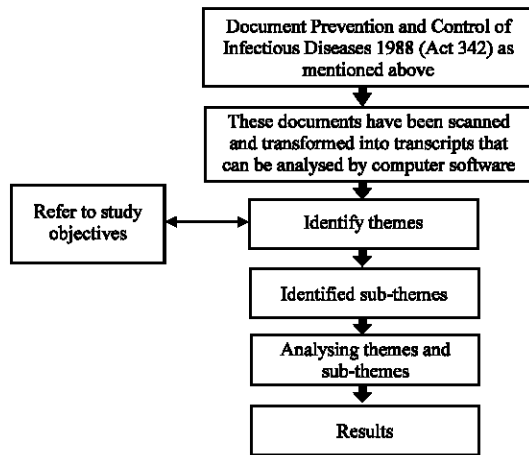 Document Prevention and Control of
Infectious Diseases 1988 (Act 342) as
mentioned above
These documents have been scanned
and transformed into transcripts that
can be analysed by computer software
Refer to study
objectives
Identify themes
Identified sub-themes
Analysing themes and
sub-themes
Results